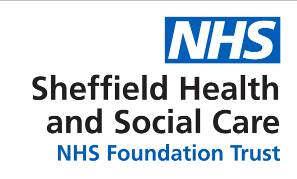 NHS
Sheffield Health
and Social Care
NHS Foundation Trust